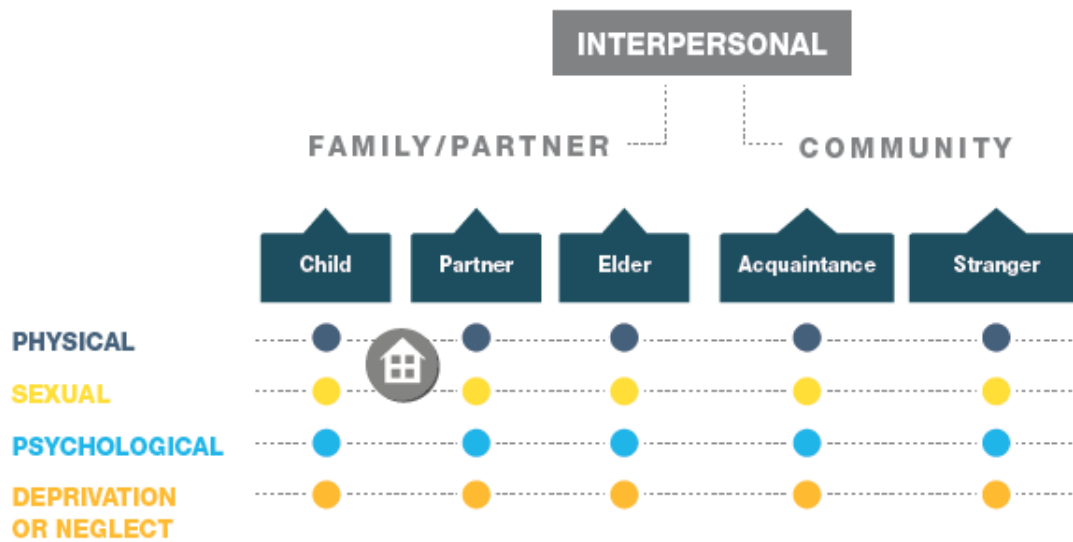 INTERPERSONAL
FAMILY/PARTNER
COMMUNITY
Child
Partner
Elder
Acquaintance
Stranger
PHYSICAL
SEXUAL
PSYCHOLOGICAL
DEPRIVATION
OR NEGLECT